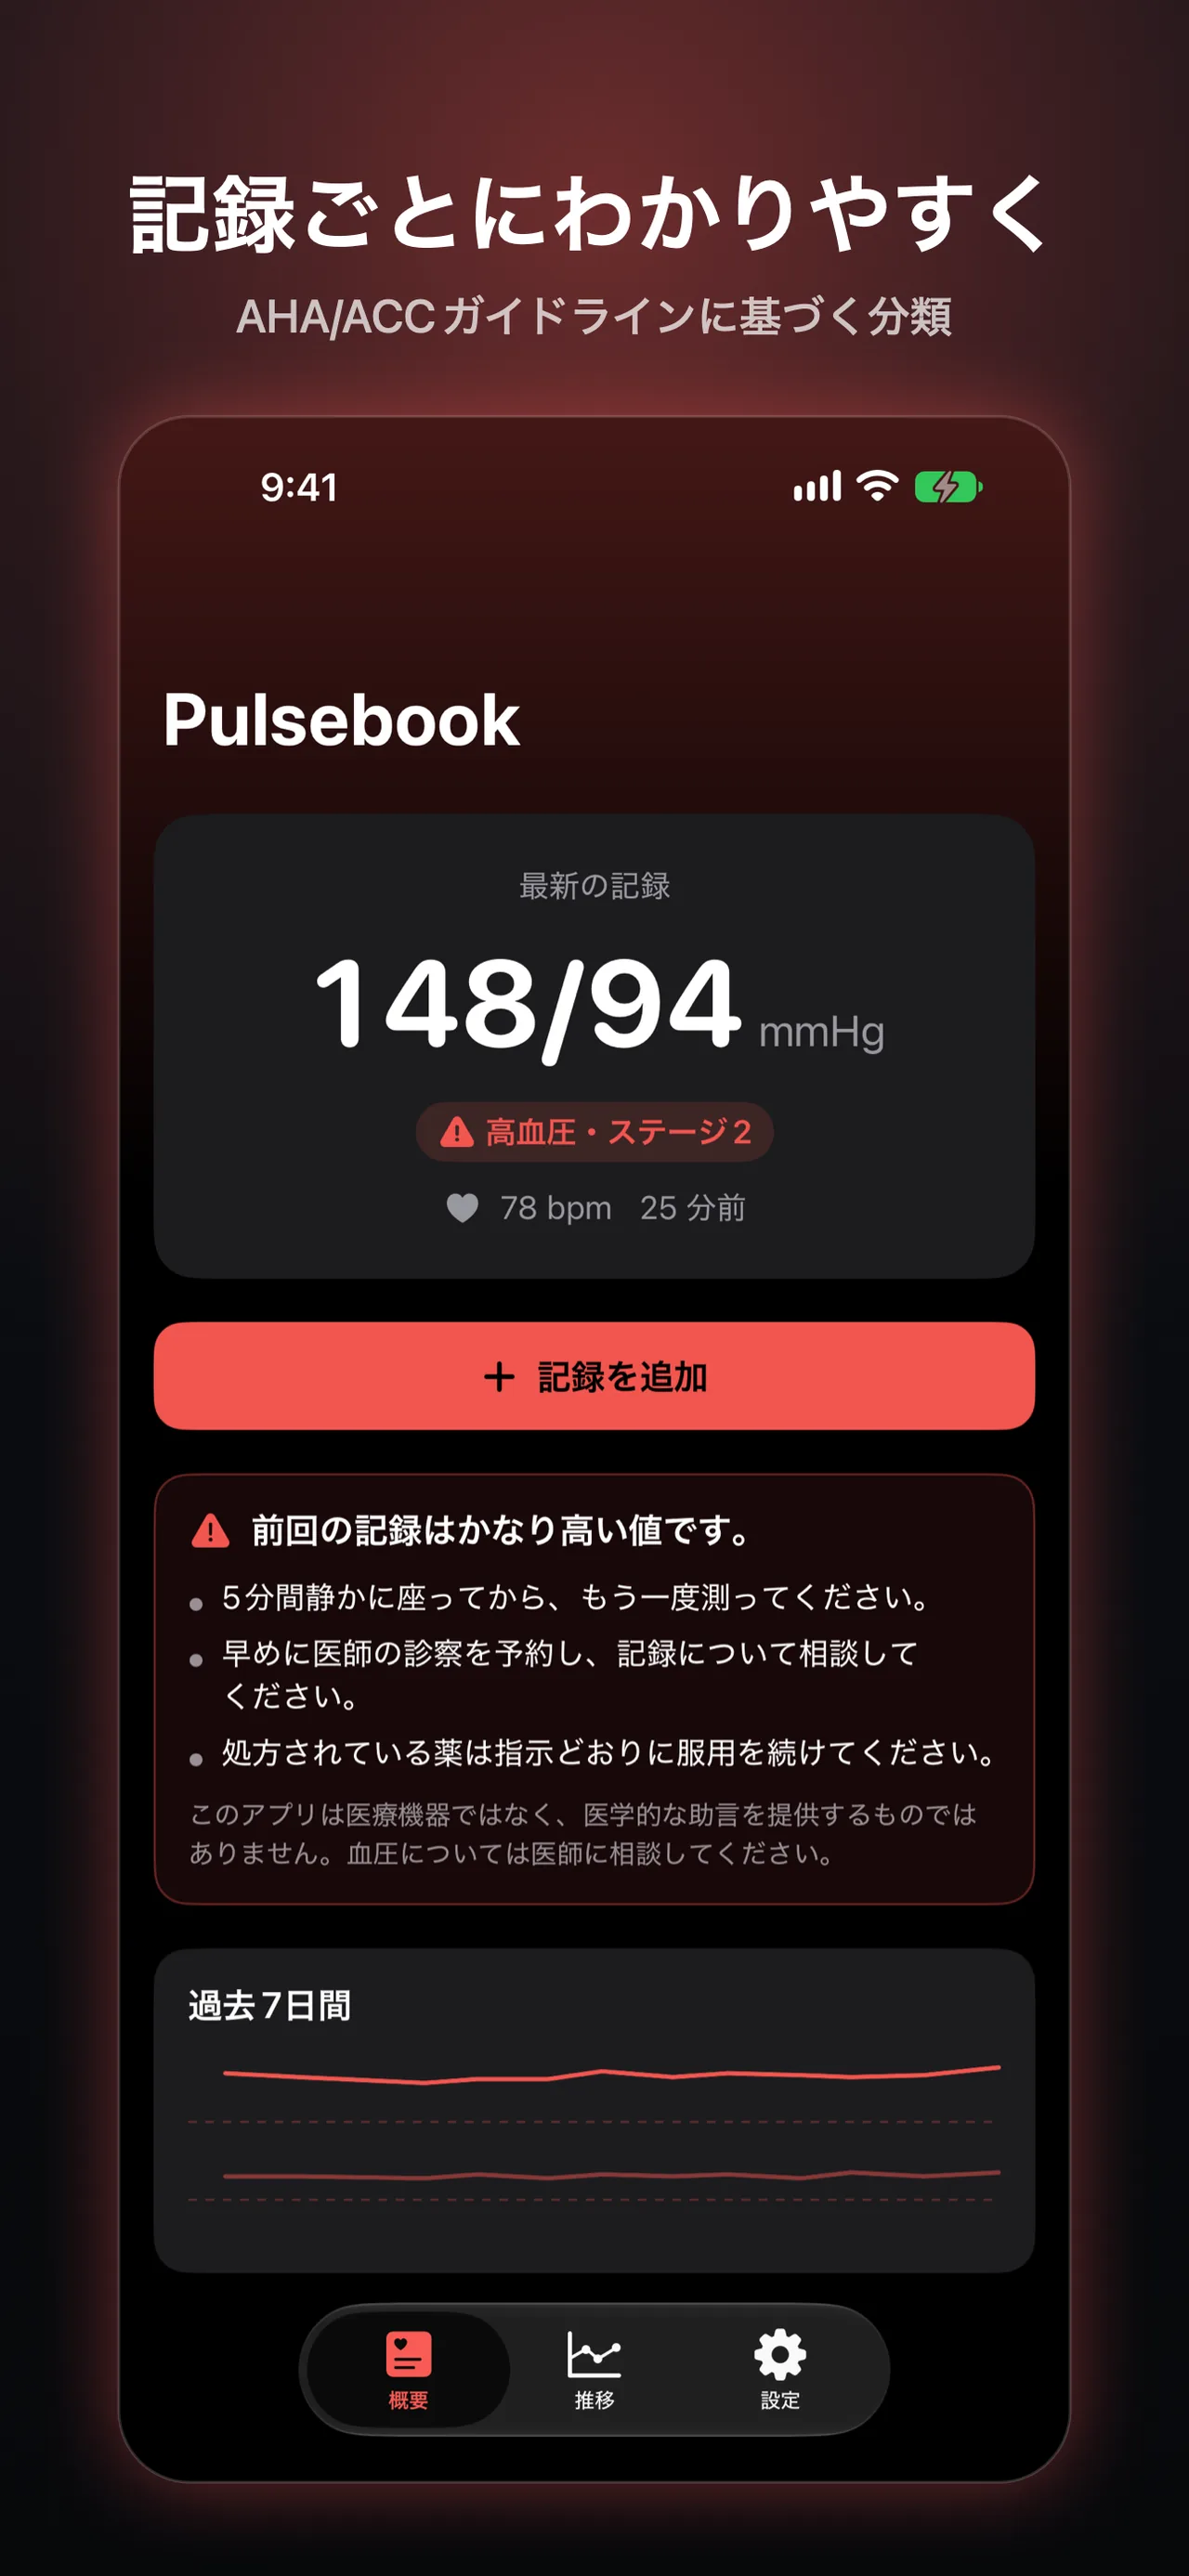 記録ごとにわかりやすく
AHA/ACCガイドラインに基づく分類
9:41
Pulsebook
最新の記録
148/94 mmHg
高血圧・ステージ2
78 bpm 25 分前
+ 記録を追加
前回の記録はかなり高い値です。
• 5分間静かに座ってから、もう一度測ってください。
• 早めに医師の診察を予約し、記録について相談して
ください。
• 処方されている薬は指示どおりに服用を続けてください。
このアプリは医療機器ではなく、医学的な助言を提供するものでは
ありません。血圧については医師に相談してください。
過去7日間
概要 推移 設定